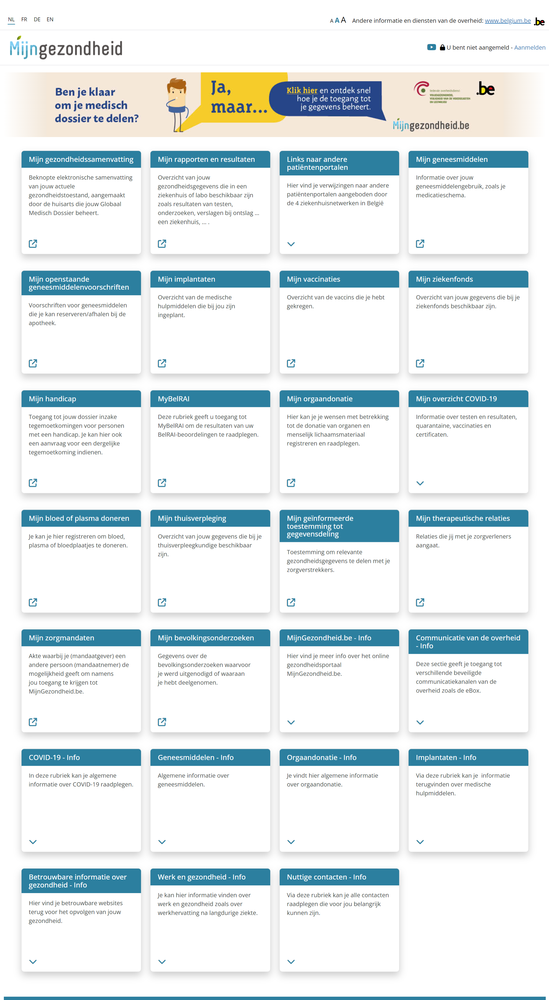 NL FR DE EN
A A A Andere informatie en diensten van de overheid: www.belgium.be .be
Mijngezondheid
U bent niet aangemeld - Aanmelden
Ben je klaar
om je medisch
dossier te delen?
Ja,
maar...
Klik hier en ontdek snel
hoe je de toegang tot
je gegevens beheert.
federale overheidsdienst
VOLKSGEZONDHEID,
VEILIGHEID VAN DE VOEDSELKETEN
EN LEEFMILIEU
.be
Mijngezondheid.be
Mijn gezondheidssamenvatting
Beknopte elektronische samenvatting
van jouw actuele
gezondheidstoestand, aangemaakt
door de huisarts die jouw Globaal
Medisch Dossier beheert.
Mijn rapporten en resultaten
Overzicht van jouw
gezondheidsgegevens die in een
ziekenhuis of labo beschikbaar zijn
zoals resultaten van testen,
onderzoeken, verslagen bij ontslag ...
een ziekenhuis, ... .
Links naar andere
patiëntenportalen
Hier vind je verwijzingen naar andere
patiëntenportalen aangeboden door
de 4 ziekenhuisnetwerken in België
Mijn geneesmiddelen
Informatie over jouw
geneesmiddelengebruik, zoals je
medicatieschema.
Mijn openstaande
geneesmiddelenvoorschriften
Voorschriften voor geneesmiddelen
die je kan reserveren/afhalen bij de
apotheek.
Mijn implantaten
Overzicht van de medische
hulpmiddelen die bij jou zijn
ingeplant.
Mijn vaccinaties
Overzicht van de vaccins die je hebt
gekregen.
Mijn ziekenfonds
Overzicht van jouw gegevens die bij je
ziekenfonds beschikbaar zijn.
Mijn handicap
Toegang tot jouw dossier inzake
tegemoetkomingen voor personen
met een handicap. Je kan hier ook
een aanvraag voor een dergelijke
tegemoetkoming indienen.
MyBelRAI
Deze rubriek geeft u toegang tot
MyBelRAI om de resultaten van uw
BelRAI-beoordelingen te raadplegen.
Mijn orgaandonatie
Hier kan je je wensen met betrekking
tot de donatie van organen en
menselijk lichaamsmateriaal
registreren en raadplegen.
Mijn overzicht COVID-19
Informatie over testen en resultaten,
quarantaine, vaccinaties en
certificaten.
Mijn bloed of plasma doneren
Je kan je hier registreren om bloed,
plasma of bloedplaatjes te doneren.
Mijn thuisverpleging
Overzicht van jouw gegevens die bij je
thuisverpleegkundige beschikbaar
zijn.
Mijn geïnformeerde
toestemming tot
gegevensdeling
Toestemming om relevante
gezondheidsgegevens te delen met je
zorgverstrekkers.
Mijn therapeutische relaties
Relaties die jij met je zorgverleners
aangaat.
Mijn zorgmandaten
Akte waarbij je (mandaatgever) een
andere persoon (mandaatnemer) de
mogelijkheid geeft om namens
jou toegang te krijgen tot
MijnGezondheid.be.
Mijn bevolkingsonderzoeken
Gegevens over de
bevolkingsonderzoeken waarvoor
je werd uitgenodigd of waaraan
je hebt deelgenomen.
MijnGezondheid.be - Info
Hier vind je meer info over het online
gezondheidsportaal
MijnGezondheid.be.
Communicatie van de overheid
- Info
Deze sectie geeft je toegang tot
verschillende beveiligde
communicatiekanalen van de
overheid zoals de eBox.
COVID-19 - Info
In deze rubriek kan je algemene
informatie over COVID-19 raadplegen.
Geneesmiddelen - Info
Algemene informatie over
geneesmiddelen.
Orgaandonatie - Info
Je vindt hier algemene informatie
over orgaandonatie.
Implantaten - Info
Via deze rubriek kan je informatie
terugvinden over medische
hulpmiddelen.
Betrouwbare informatie over
gezondheid - Info
Hier vind je betrouwbare websites
terug voor het opvolgen van jouw
gezondheid.
Werk en gezondheid - Info
Je kan hier informatie vinden over
werk en gezondheid zoals over
werkhervatting na langdurige ziekte.
Nuttige contacten - Info
Via deze rubriek kan je alle contacten
raadplegen die voor jou belangrijk
kunnen zijn.